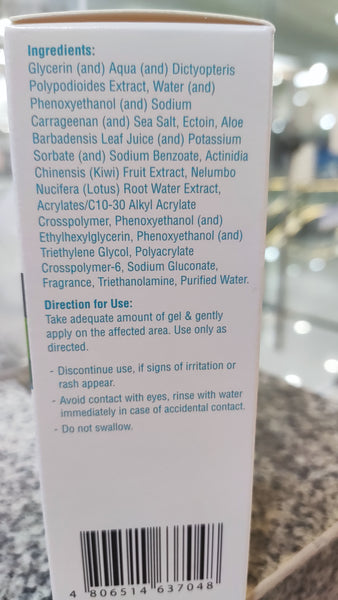 Ingredients:
Glycerin (and) Aqua (and) Dictyopteris
Polypodioides Extract, Water (and)
Phenoxyethanol (and) Sodium
Carrageenan (and) Sea Salt, Ectoin, Aloe
Barbadensis Leaf Juice (and) Potassium
Sorbate (and) Sodium Benzoate, Actinidia
Chinensis (Kiwi) Fruit Extract, Nelumbo
Nucifera (Lotus) Root Water Extract,
Acrylates/C10-30 Alkyl Acrylate
Crosspolymer, Phenoxyethanol (and)
Ethylhexylglycerin, Phenoxyethanol (and)
Triethylene Glycol, Polyacrylate
Crosspolymer-6, Sodium Gluconate,
Fragrance, Triethanolamine, Purified Water.
Direction for Use:
Take adequate amount of gel & gently
apply on the affected area. Use only as
directed.
- Discontinue use, if signs of irritation or
rash appear.
- Avoid contact with eyes, rinse with water
immediately in case of accidental contact.
- Do not swallow.
4 806514 637048